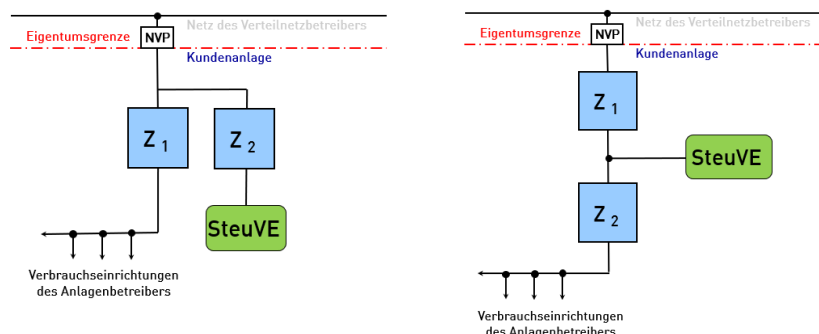 Netz des Verteilnetzbetreibers
NVP
Eigentumsgrenze
Kundenanlage
Z 1
Z 2
SteuVE
Verbrauchseinrichtungen
des Anlagenbetreibers
Netz des Verteilnetzbetreibers
NVP
Eigentumsgrenze
Kundenanlage
Z 1
SteuVE
Z 2
Verbrauchseinrichtungen
des Anlagenbetreibers